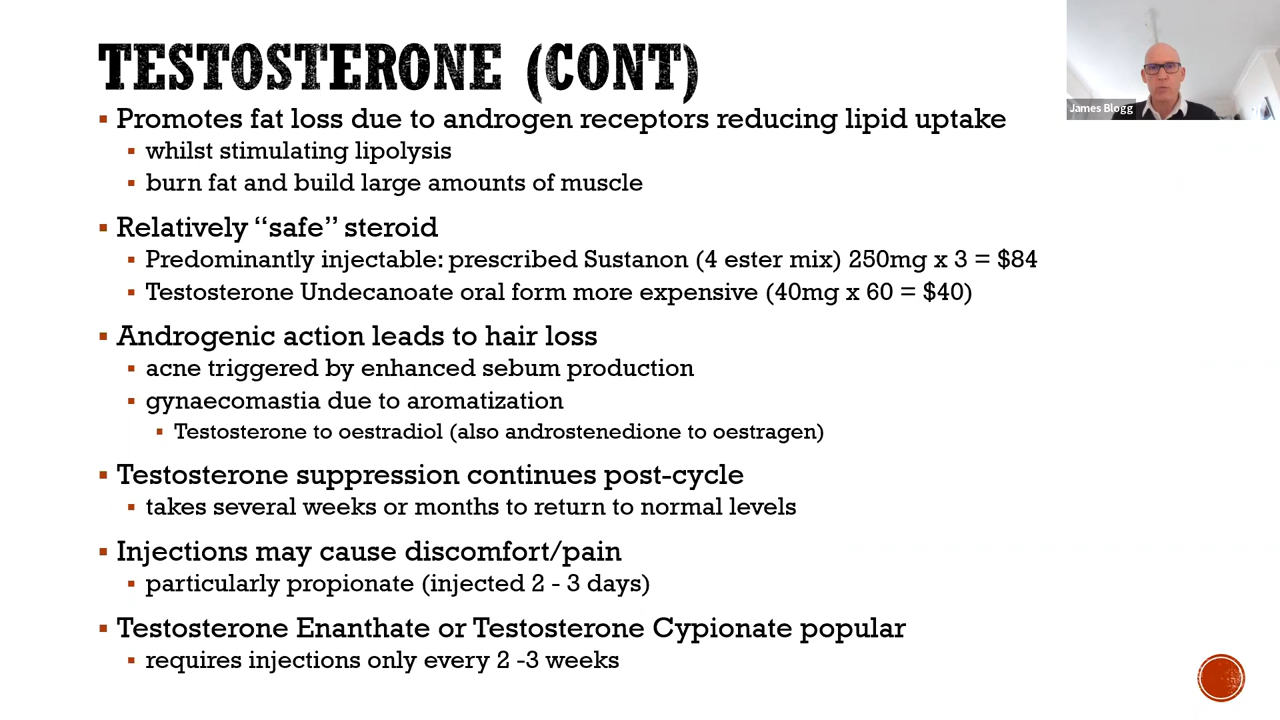 TESTOSTERONE (CONT)
James Blogg
Promotes fat loss due to androgen receptors reducing lipid uptake
whilst stimulating lipolysis
burn fat and build large amounts of muscle
Relatively “safe” steroid
Predominantly injectable: prescribed Sustanon (4 ester mix) 250mg x 3 = $84
Testosterone Undecanoate oral form more expensive (40mg x 60 = $40)
Androgenic action leads to hair loss
acne triggered by enhanced sebum production
gynaecomastia due to aromatization
Testosterone to oestradiol (also androstenedione to oestragen)
Testosterone suppression continues post-cycle
takes several weeks or months to return to normal levels
Injections may cause discomfort/pain
particularly propionate (injected 2 - 3 days)
Testosterone Enanthate or Testosterone Cypionate popular
requires injections only every 2 -3 weeks